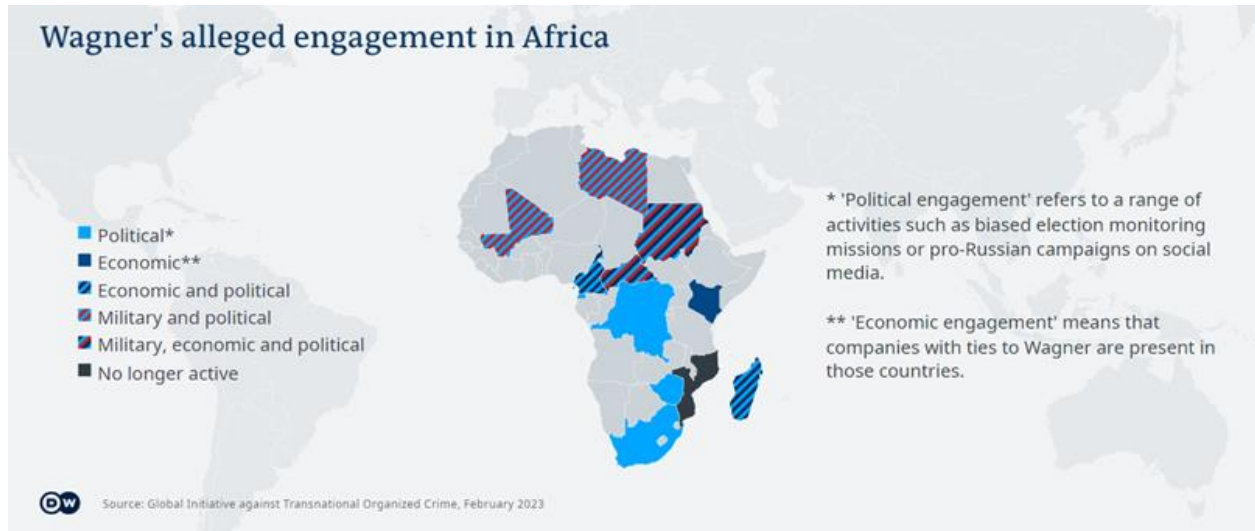 Wagner's alleged engagement in Africa
Political*
Economic**
Economic and political
Military and political
Military, economic and political
No longer active
* 'Political engagement' refers to a range of
activities such as biased election monitoring
missions or pro-Russian campaigns on social
media.
** 'Economic engagement' means that
companies with ties to Wagner are present in
those countries.
DW
Source: Global Initiative against Transnational Organized Crime, February 2023